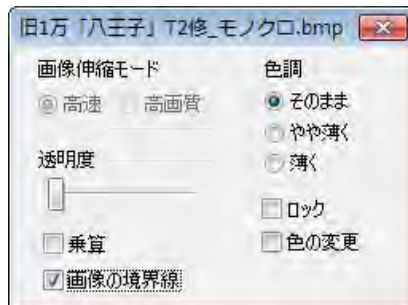 旧1万「八王子」T2修_モノクロ.bmp
画像伸縮モード
高速 高画質
透明度
乗算
画像の境界線
色調
そのまま
やや薄く
薄く
ロック
色の変更